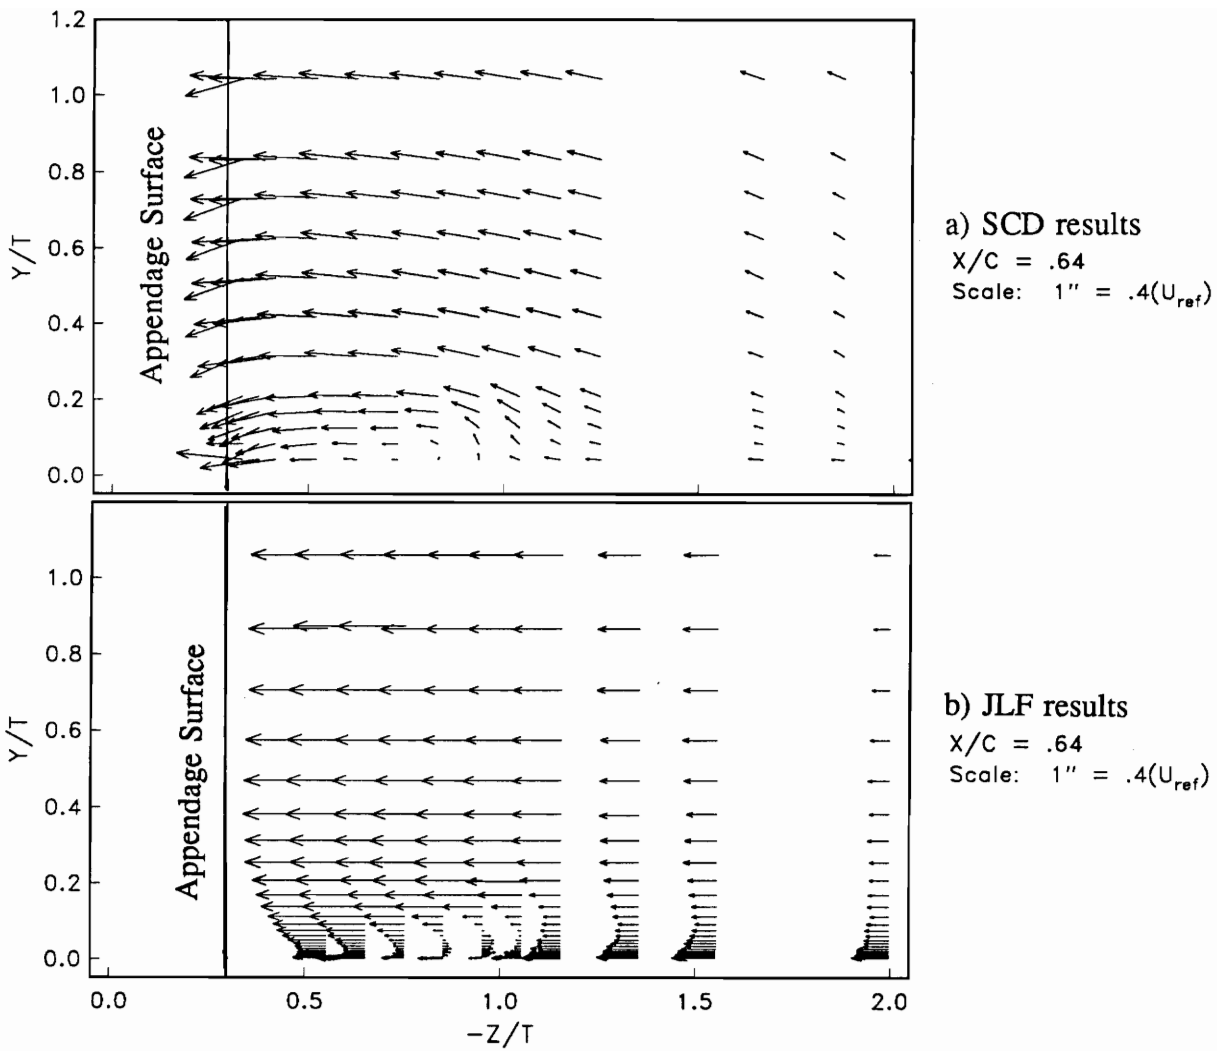 1.2
1.0
0.8
0.6
0.4
0.2
0.0
Y/T
Appendage Surface
a) SCD results
X/C = .64
Scale: 1" = .4(Uref)
1.0
0.8
0.6
0.4
0.2
0.0
Y/T
Appendage Surface
b) JLF results
X/C = .64
Scale: 1" = .4(Uref)
0.0 0.5 1.0 1.5 2.0
-Z/T